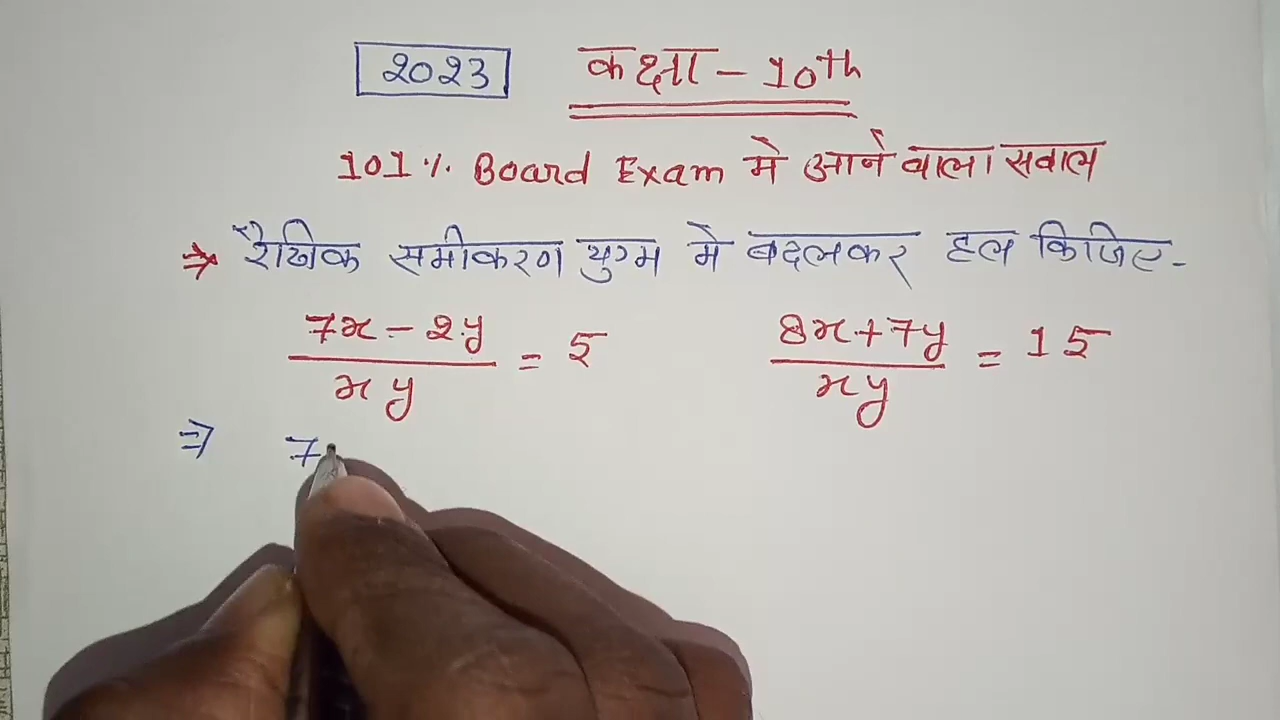 2023 कक्षा - 10th
101% Board Exam मे आने वाला सवाल
⇒ रैखिक समीकरण युग्म मे बदलकर हल किजिए-
7x - 2y / xy = 5    8x + 7y / xy = 15
⇒ 7